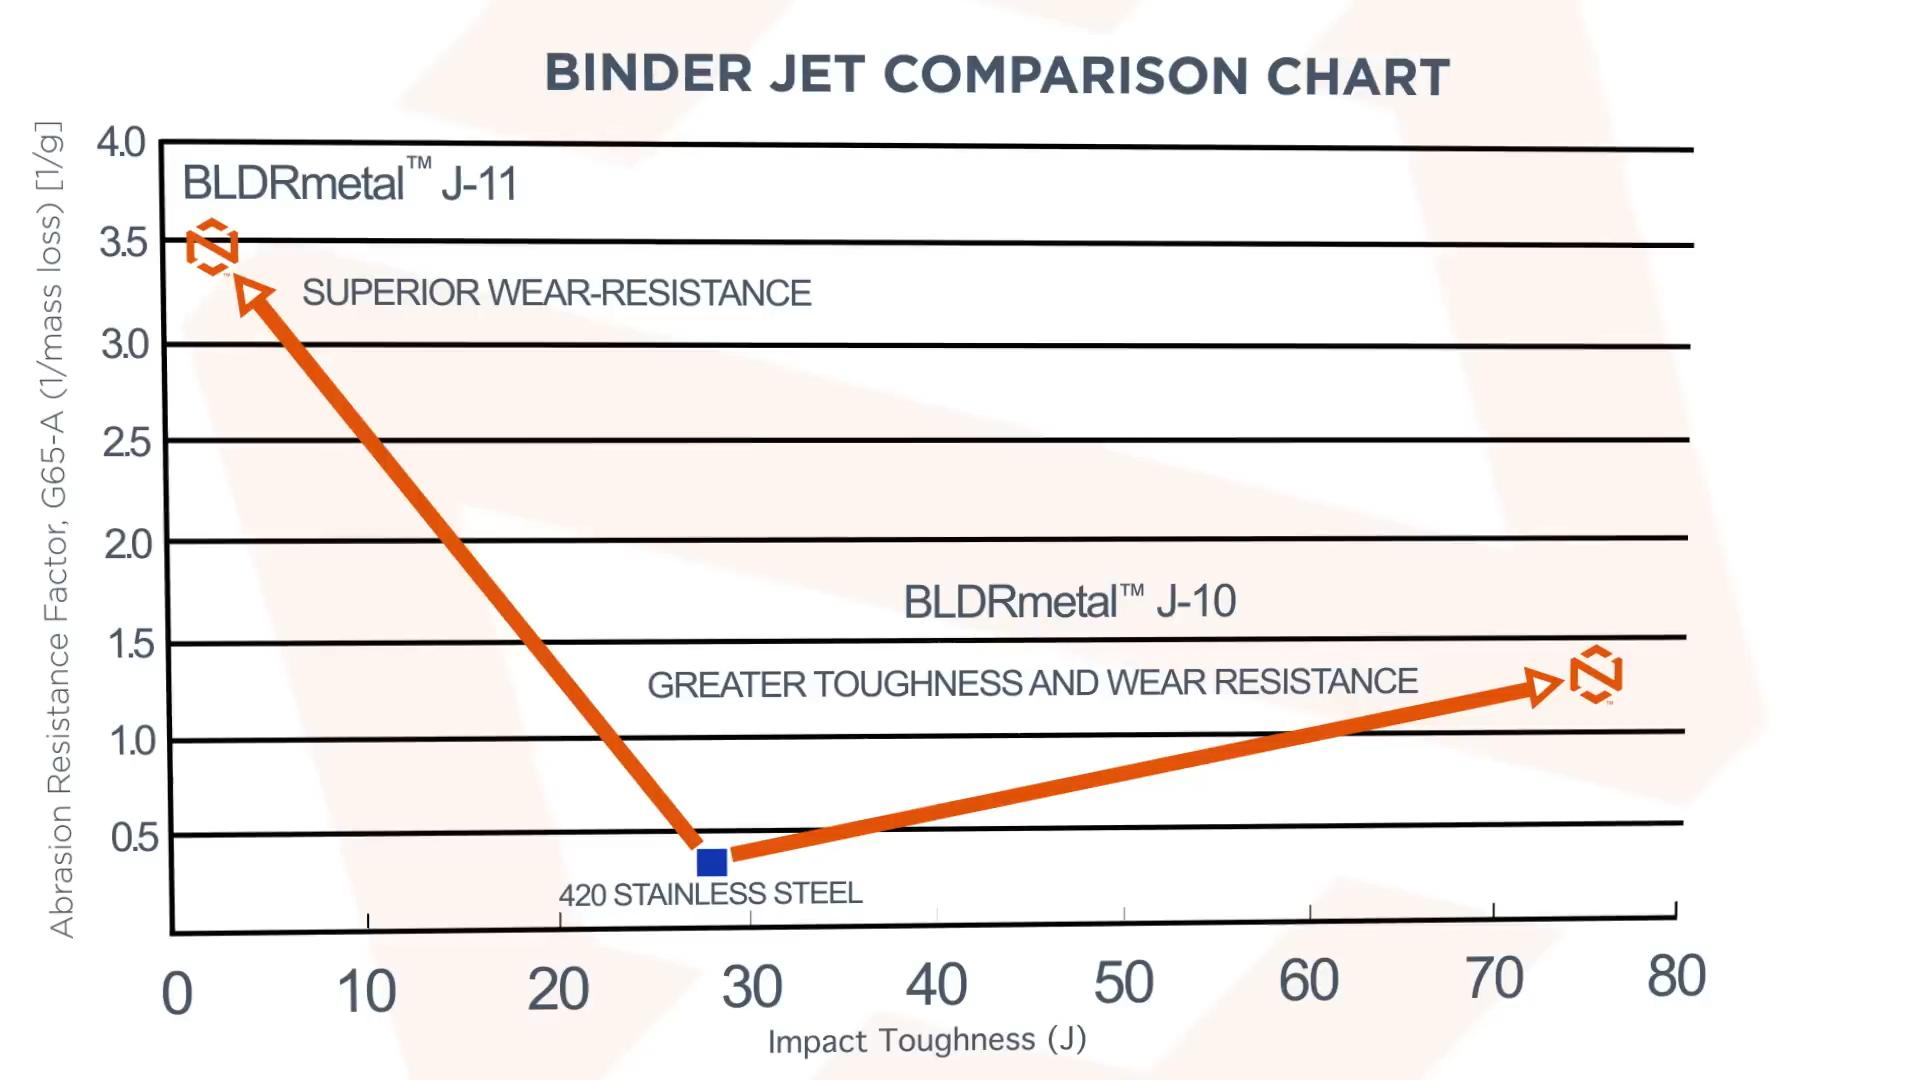 BINDER JET COMPARISON CHART
Abrasion Resistance Factor, G65-A (1/mass loss) [1/g]
4.0
BLDRmetal™ J-11
3.5
SUPERIOR WEAR-RESISTANCE
3.0
2.5
2.0
BLDRmetal™ J-10
1.5
GREATER TOUGHNESS AND WEAR RESISTANCE
1.0
0.5
420 STAINLESS STEEL
0 10 20 30 40 50 60 70 80
Impact Toughness (J)